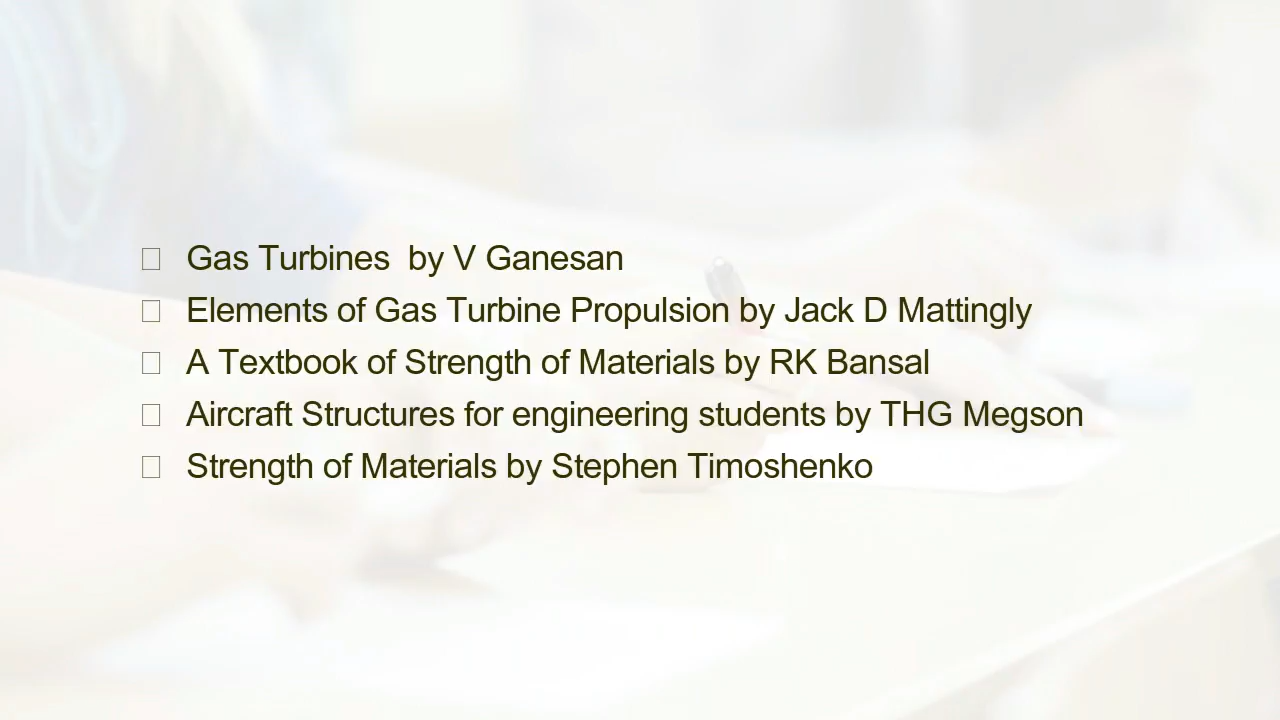 Gas Turbines  by V Ganesan
Elements of Gas Turbine Propulsion by Jack D Mattingly
A Textbook of Strength of Materials by RK Bansal
Aircraft Structures for engineering students by THG Megson
Strength of Materials by Stephen Timoshenko